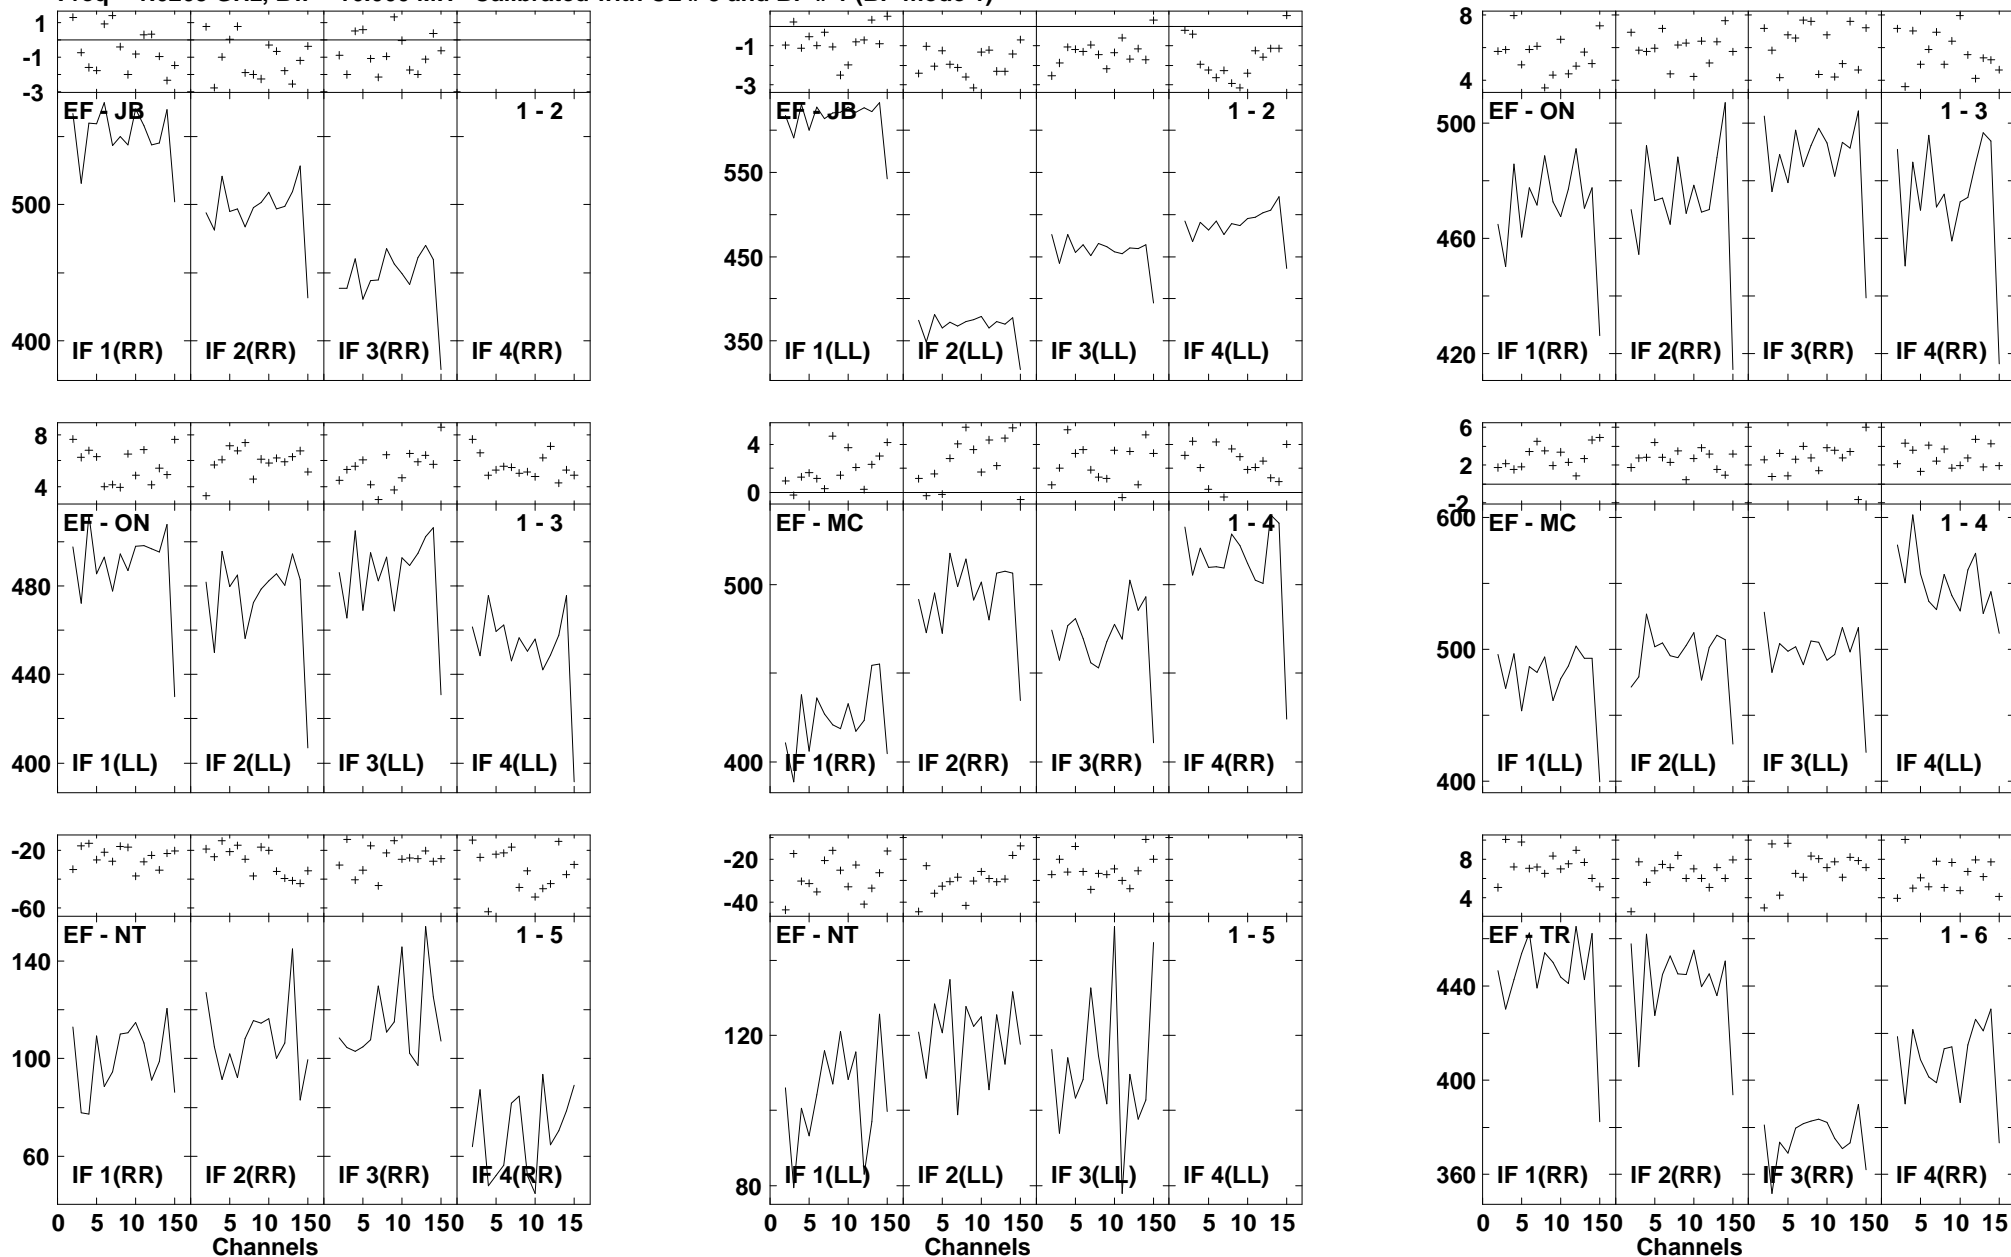 1
-1
-3
EF - JB
1 - 2
500
400
IF 1(RR)
IF 2(RR)
IF 3(RR)
IF 4(RR)
-1
-3
EF - JB
1 - 2
550
450
350
IF 1(LL)
IF 2(LL)
IF 3(LL)
IF 4(LL)
8
4
EF - ON
1 - 3
500
460
420
IF 1(RR)
IF 2(RR)
IF 3(RR)
IF 4(RR)
8
4
EF - ON
1 - 3
480
440
400
IF 1(LL)
IF 2(LL)
IF 3(LL)
IF 4(LL)
4
0
EF - MC
1 - 4
500
400
IF 1(RR)
IF 2(RR)
IF 3(RR)
IF 4(RR)
6
2
-2
EF - MC
1 - 4
600
500
400
IF 1(LL)
IF 2(LL)
IF 3(LL)
IF 4(LL)
-20
-60
EF - NT
1 - 5
140
100
60
IF 1(RR)
IF 2(RR)
IF 3(RR)
IF 4(RR)
0 5 10 150 5 10 150 5 10 150 5 10 15
Channels
-20
-40
EF - NT
1 - 5
120
80
IF 1(LL)
IF 2(LL)
IF 3(LL)
IF 4(LL)
0 5 10 150 5 10 150 5 10 150 5 10 15
Channels
8
4
EF - TR
1 - 6
440
400
360
IF 1(RR)
IF 2(RR)
IF 3(RR)
IF 4(RR)
0 5 10 150 5 10 150 5 10 150 5 10 15
Channels